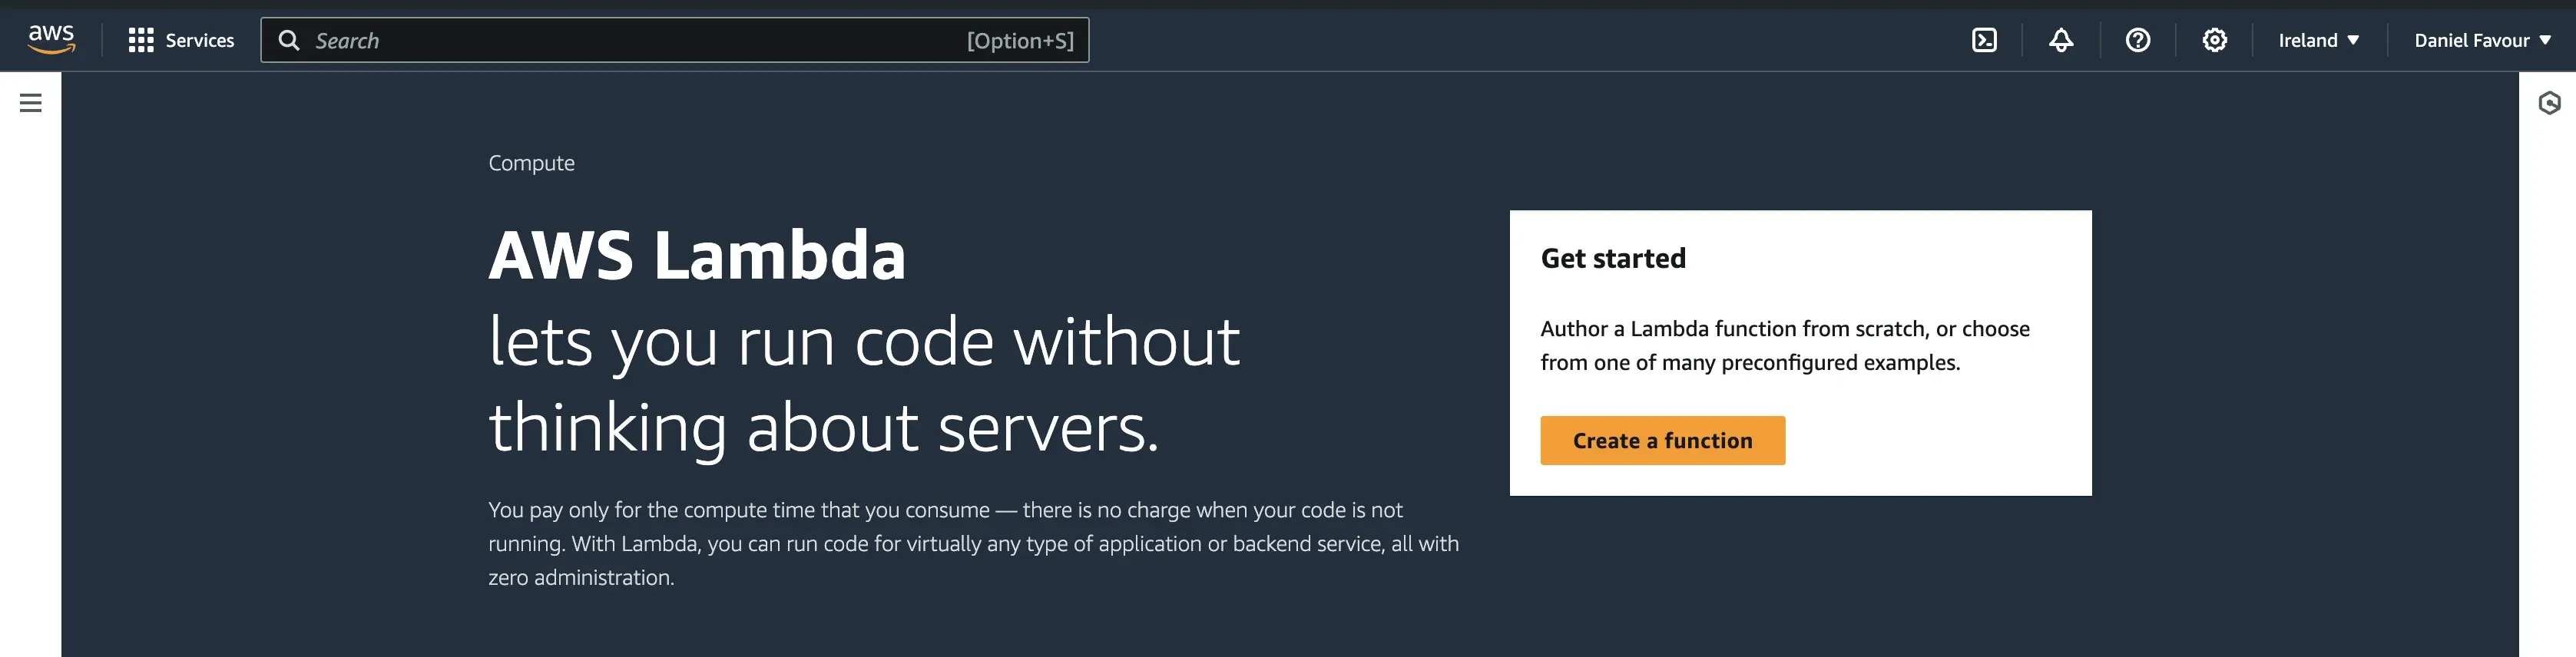 aws
Services
Search
[Option+S]
Ireland
Daniel Favour
Compute
AWS Lambda
lets you run code without
thinking about servers.
You pay only for the compute time that you consume — there is no charge when your code is not
running. With Lambda, you can run code for virtually any type of application or backend service, all with
zero administration.
Get started
Author a Lambda function from scratch, or choose
from one of many preconfigured examples.
Create a function